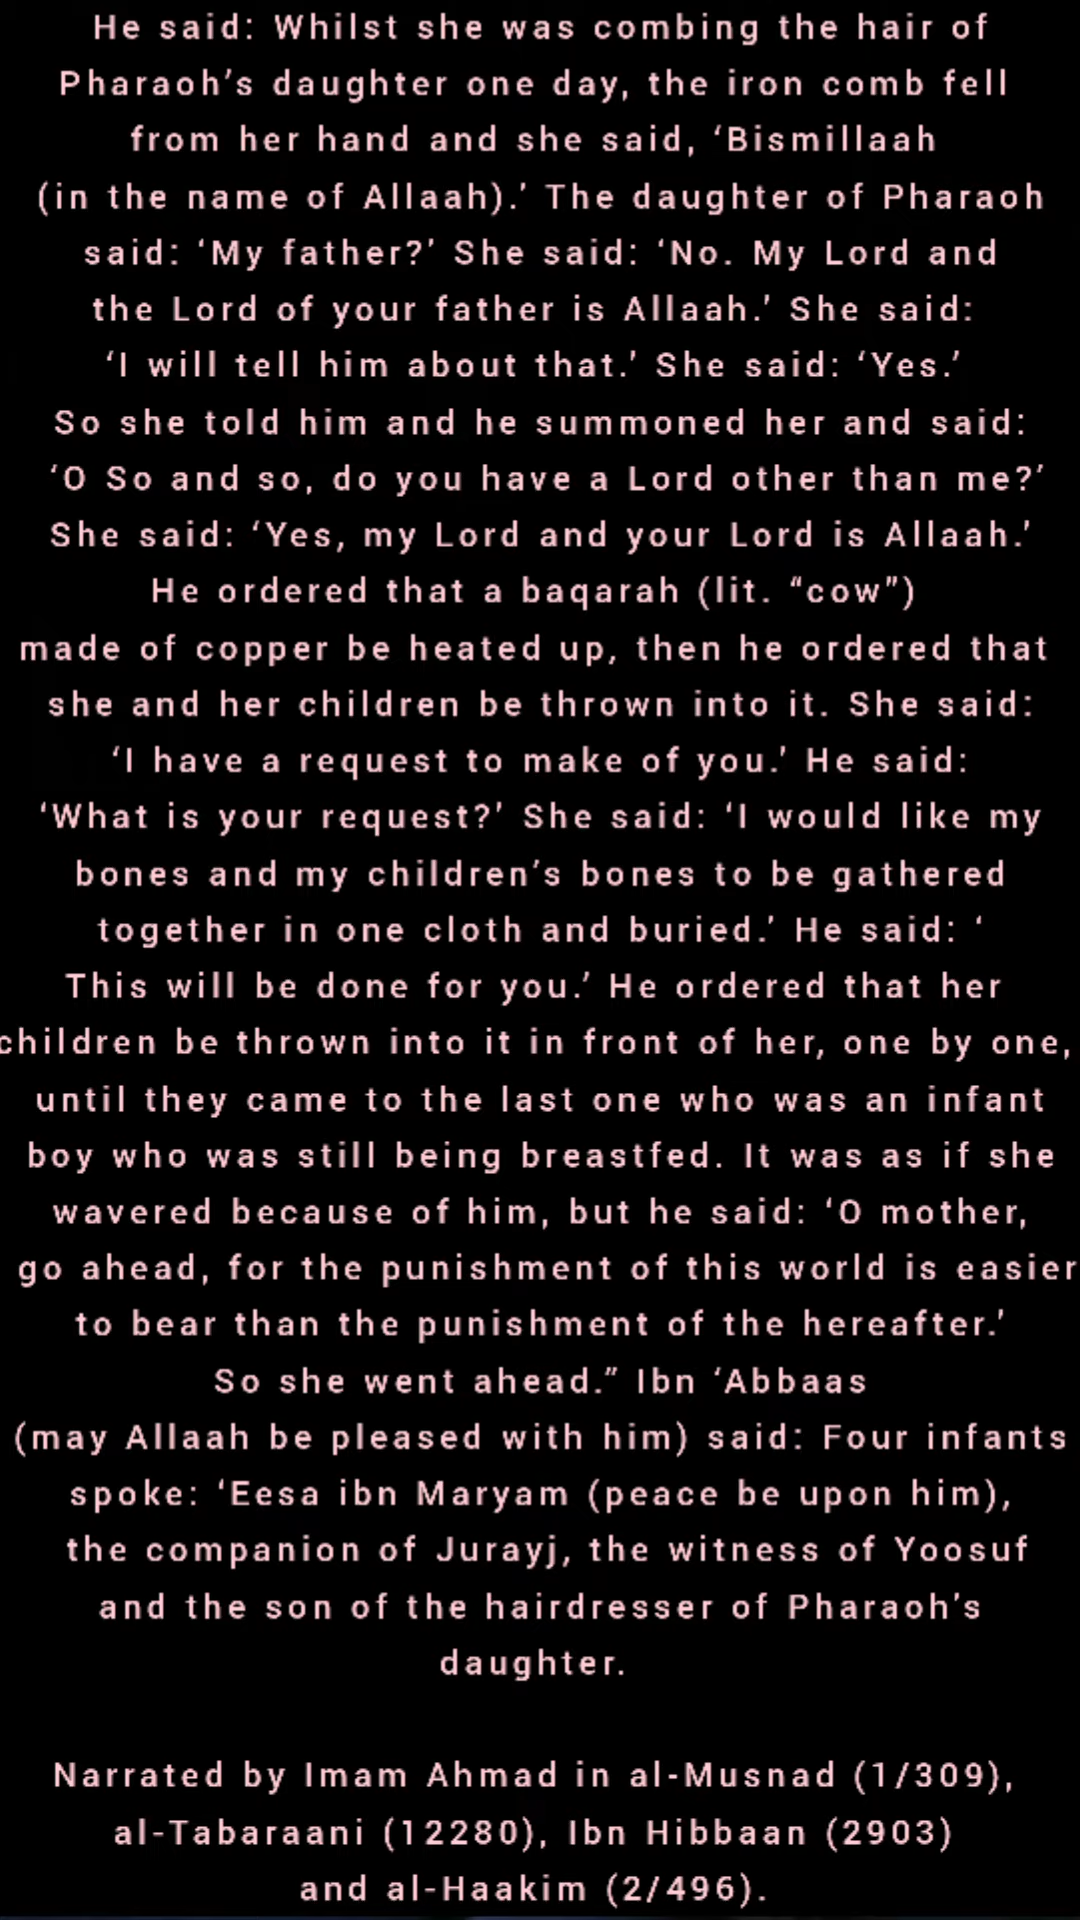 He said: Whilst she was combing the hair of
Pharaoh’s daughter one day, the iron comb fell
from her hand and she said, ‘Bismillaah
(in the name of Allaah).’ The daughter of Pharaoh
said: ‘My father?’ She said: ‘No. My Lord and
the Lord of your father is Allaah.’ She said:
‘I will tell him about that.’ She said: ‘Yes.’
So she told him and he summoned her and said:
‘O So and so, do you have a Lord other than me?’
She said: ‘Yes, my Lord and your Lord is Allaah.’
He ordered that a baqarah (lit. “cow”)
made of copper be heated up, then he ordered that
she and her children be thrown into it. She said:
‘I have a request to make of you.’ He said:
‘What is your request?’ She said: ‘I would like my
bones and my children’s bones to be gathered
together in one cloth and buried.’ He said: ‘
This will be done for you.’ He ordered that her
children be thrown into it in front of her, one by one,
until they came to the last one who was an infant
boy who was still being breastfed. It was as if she
wavered because of him, but he said: ‘O mother,
go ahead, for the punishment of this world is easier
to bear than the punishment of the hereafter.’
So she went ahead.” Ibn ‘Abbaas
(may Allaah be pleased with him) said: Four infants
spoke: ‘Eesa ibn Maryam (peace be upon him),
the companion of Jurayj, the witness of Yoosuf
and the son of the hairdresser of Pharaoh’s
daughter.
Narrated by Imam Ahmad in al-Musnad (1/309),
al-Tabaraani (12280), Ibn Hibbaan (2903)
and al-Haakim (2/496).